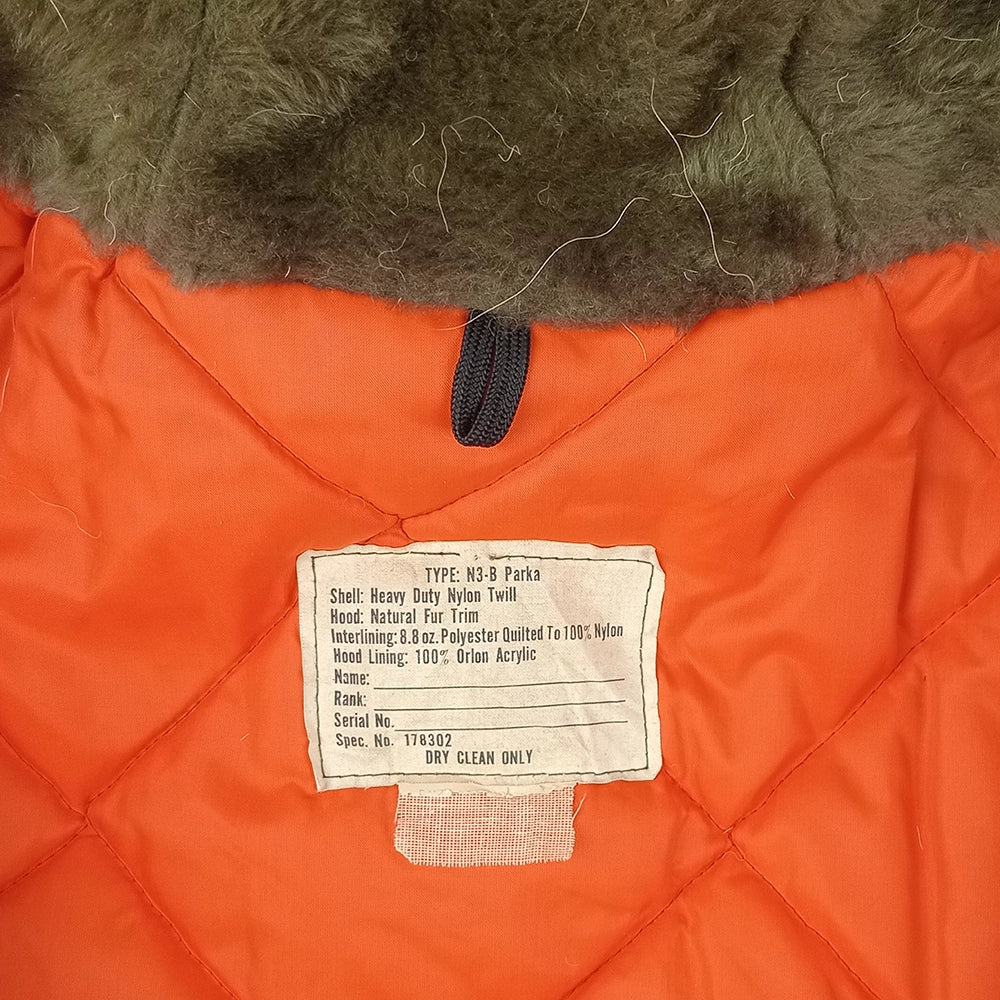 TYPE: N3-B Parka
Shell: Heavy Duty Nylon Twill
Hood: Natural Fur Trim
Interlining: 8.8 oz. Polyester Quilted To 100% Nylon
Hood Lining: 100% Orlon Acrylic
Name:
Rank:
Serial No.
Spec. No. 178302
DRY CLEAN ONLY